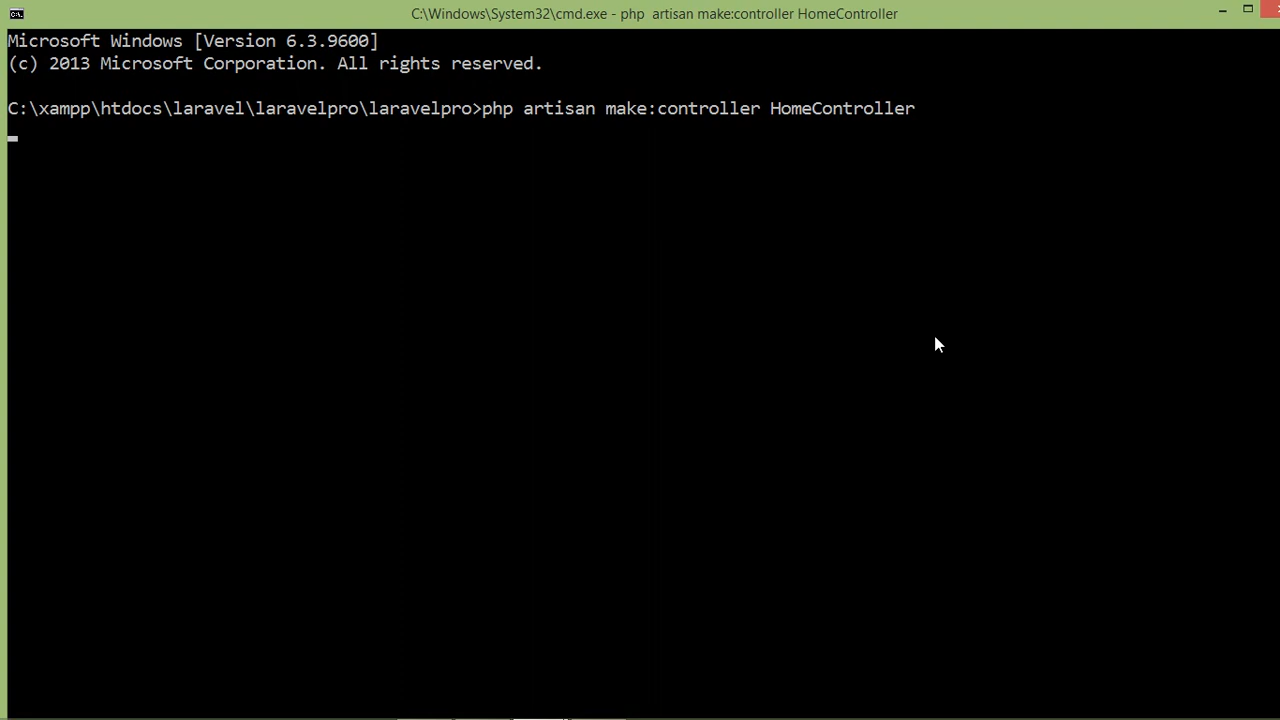 C:\Windows\System32\cmd.exe - php  artisan make:controller HomeController
Microsoft Windows [Version 6.3.9600]
(c) 2013 Microsoft Corporation. All rights reserved.
C:\xampp\htdocs\laravel\laravelpro\laravelpro>php artisan make:controller HomeController